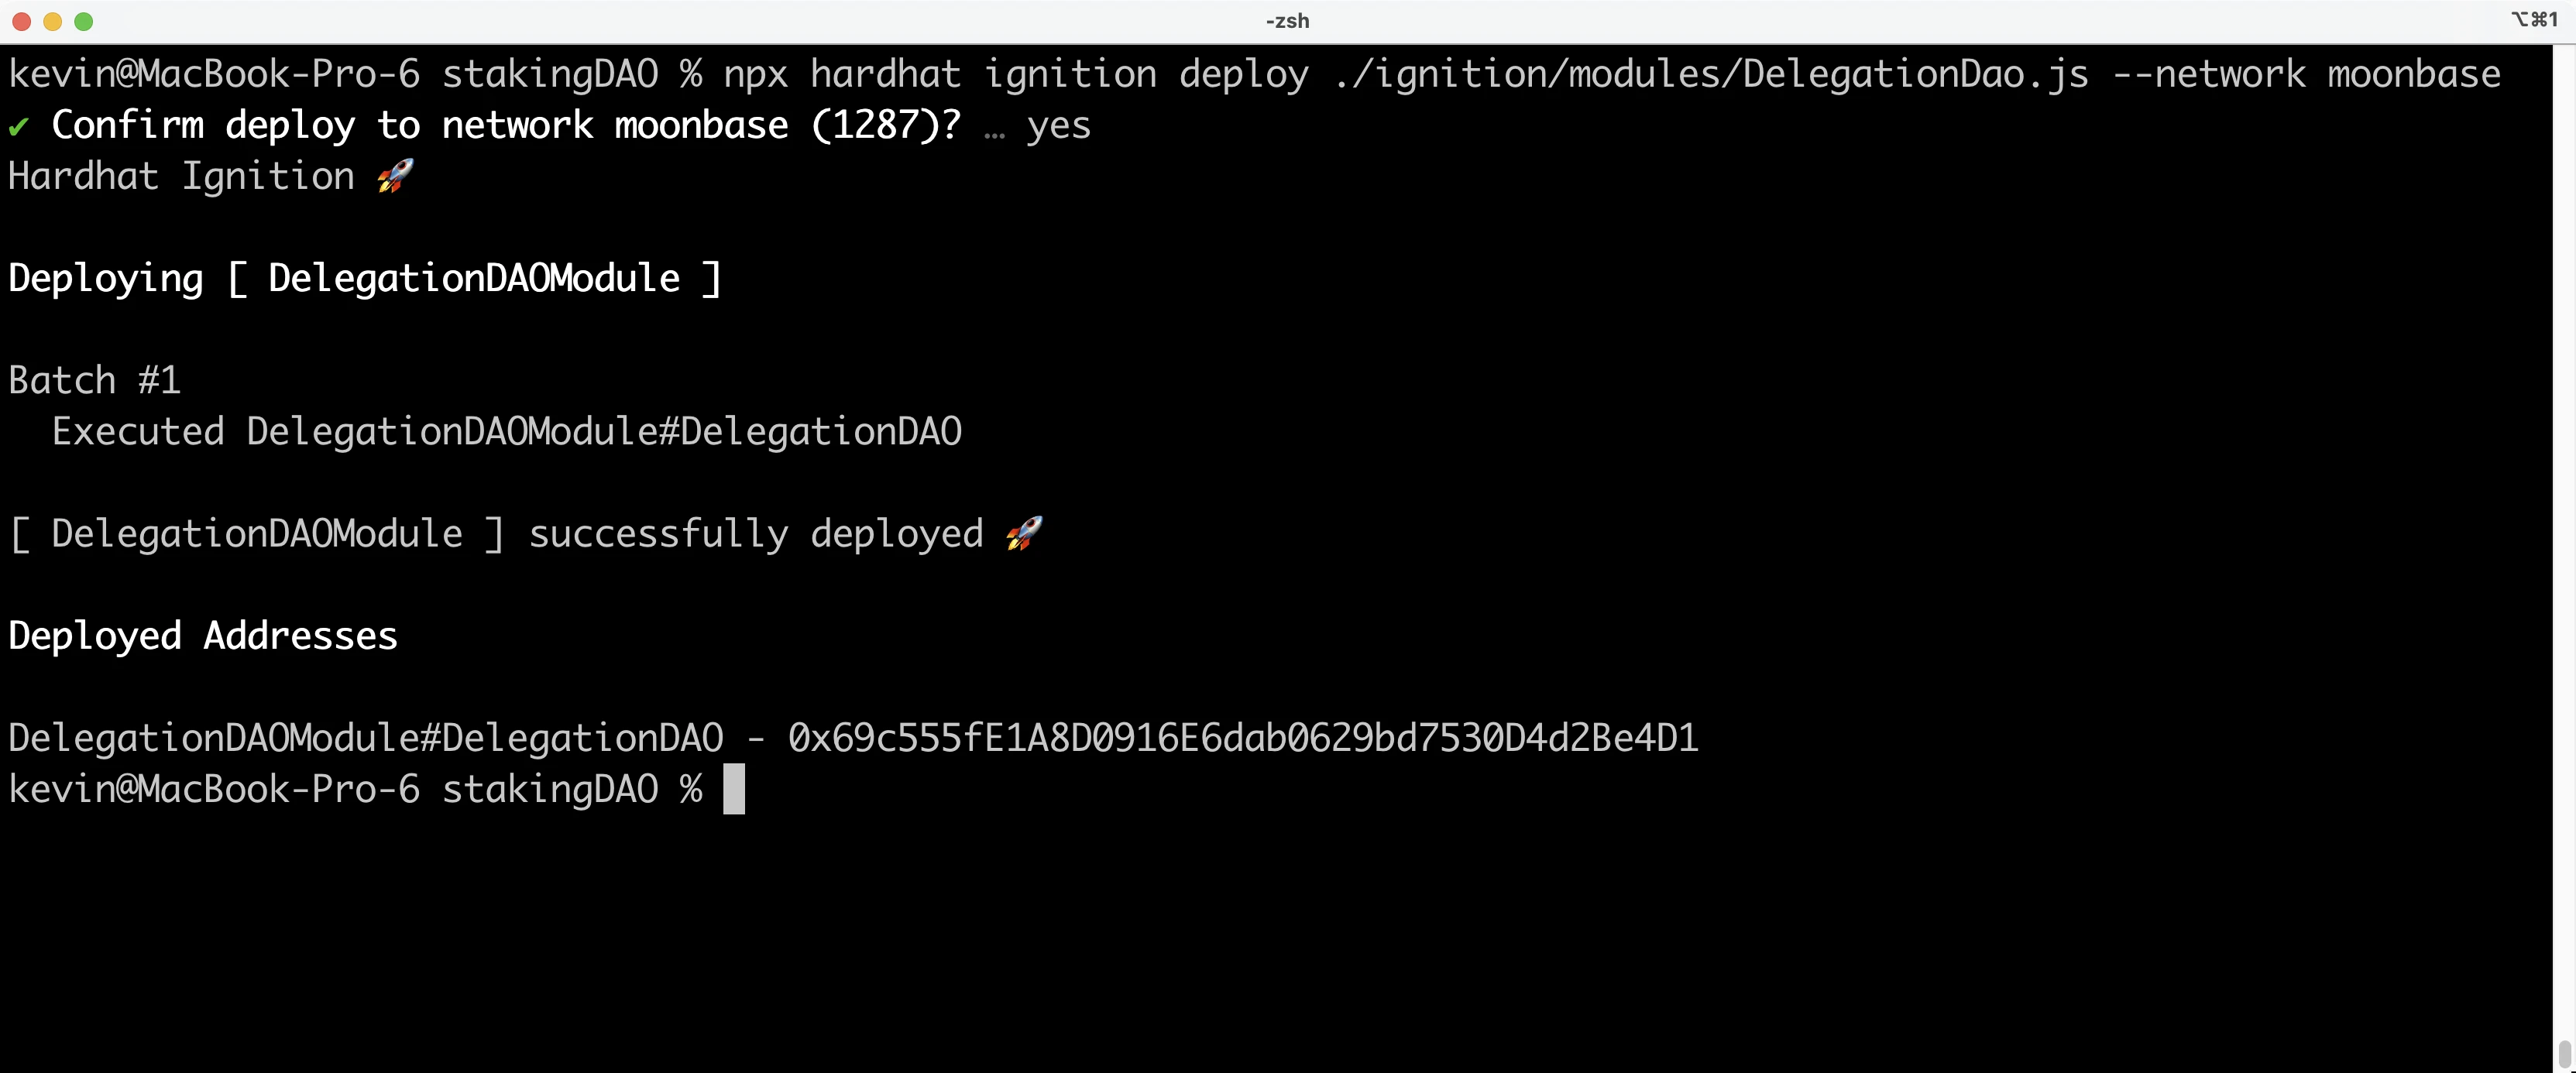 -zsh
⌥⌘1
kevin@MacBook-Pro-6 stakingDAO % npx hardhat ignition deploy ./ignition/modules/DelegationDao.js --network moonbase
✔ Confirm deploy to network moonbase (1287)? … yes
Hardhat Ignition 🚀
Deploying [ DelegationDAOModule ]
Batch #1
Executed DelegationDAOModule#DelegationDAO
[ DelegationDAOModule ] successfully deployed 🚀
Deployed Addresses
DelegationDAOModule#DelegationDAO - 0x69c555fE1A8D0916E6dab0629bd7530D4d2Be4D1
kevin@MacBook-Pro-6 stakingDAO %